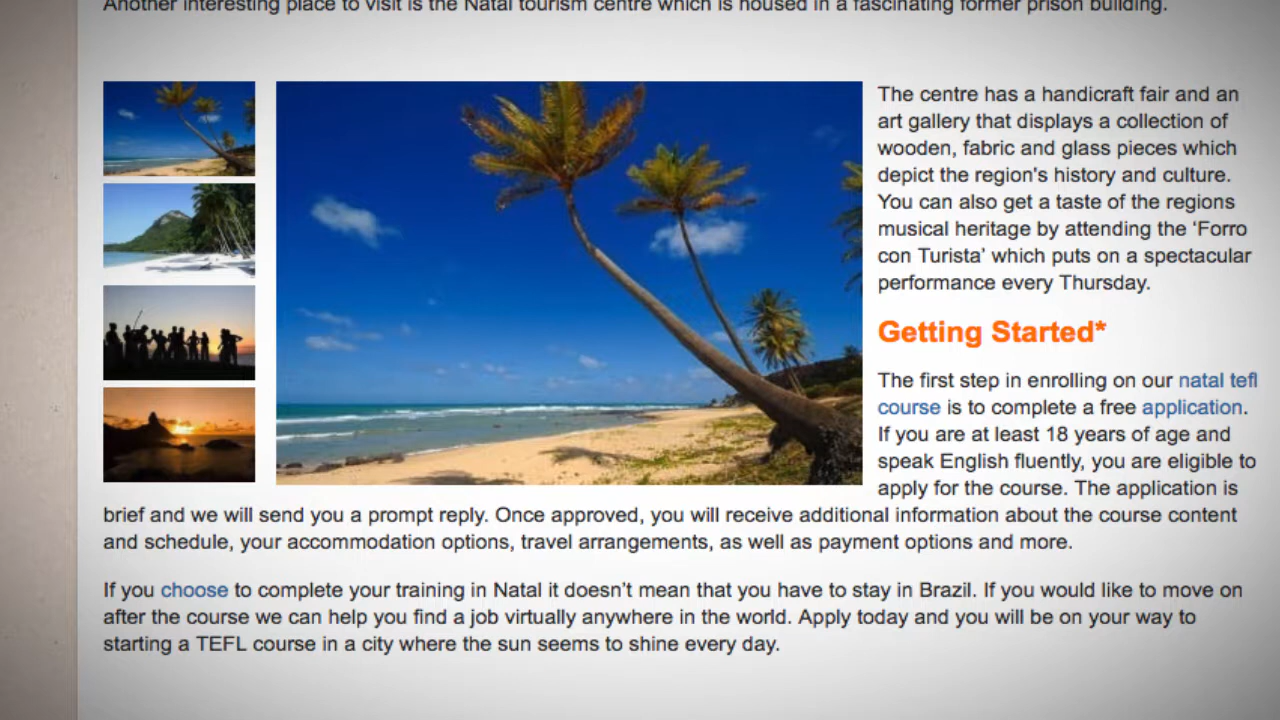 Another interesting place to visit is the Natal tourism centre which is housed in a fascinating former prison building.
The centre has a handicraft fair and an
art gallery that displays a collection of
wooden, fabric and glass pieces which
depict the region's history and culture.
You can also get a taste of the regions
musical heritage by attending the ‘Forro
con Turista’ which puts on a spectacular
performance every Thursday.
Getting Started*
The first step in enrolling on our natal tefl
course is to complete a free application.
If you are at least 18 years of age and
speak English fluently, you are eligible to
apply for the course. The application is
brief and we will send you a prompt reply. Once approved, you will receive additional information about the course content
and schedule, your accommodation options, travel arrangements, as well as payment options and more.
If you choose to complete your training in Natal it doesn’t mean that you have to stay in Brazil. If you would like to move on
after the course we can help you find a job virtually anywhere in the world. Apply today and you will be on your way to
starting a TEFL course in a city where the sun seems to shine every day.